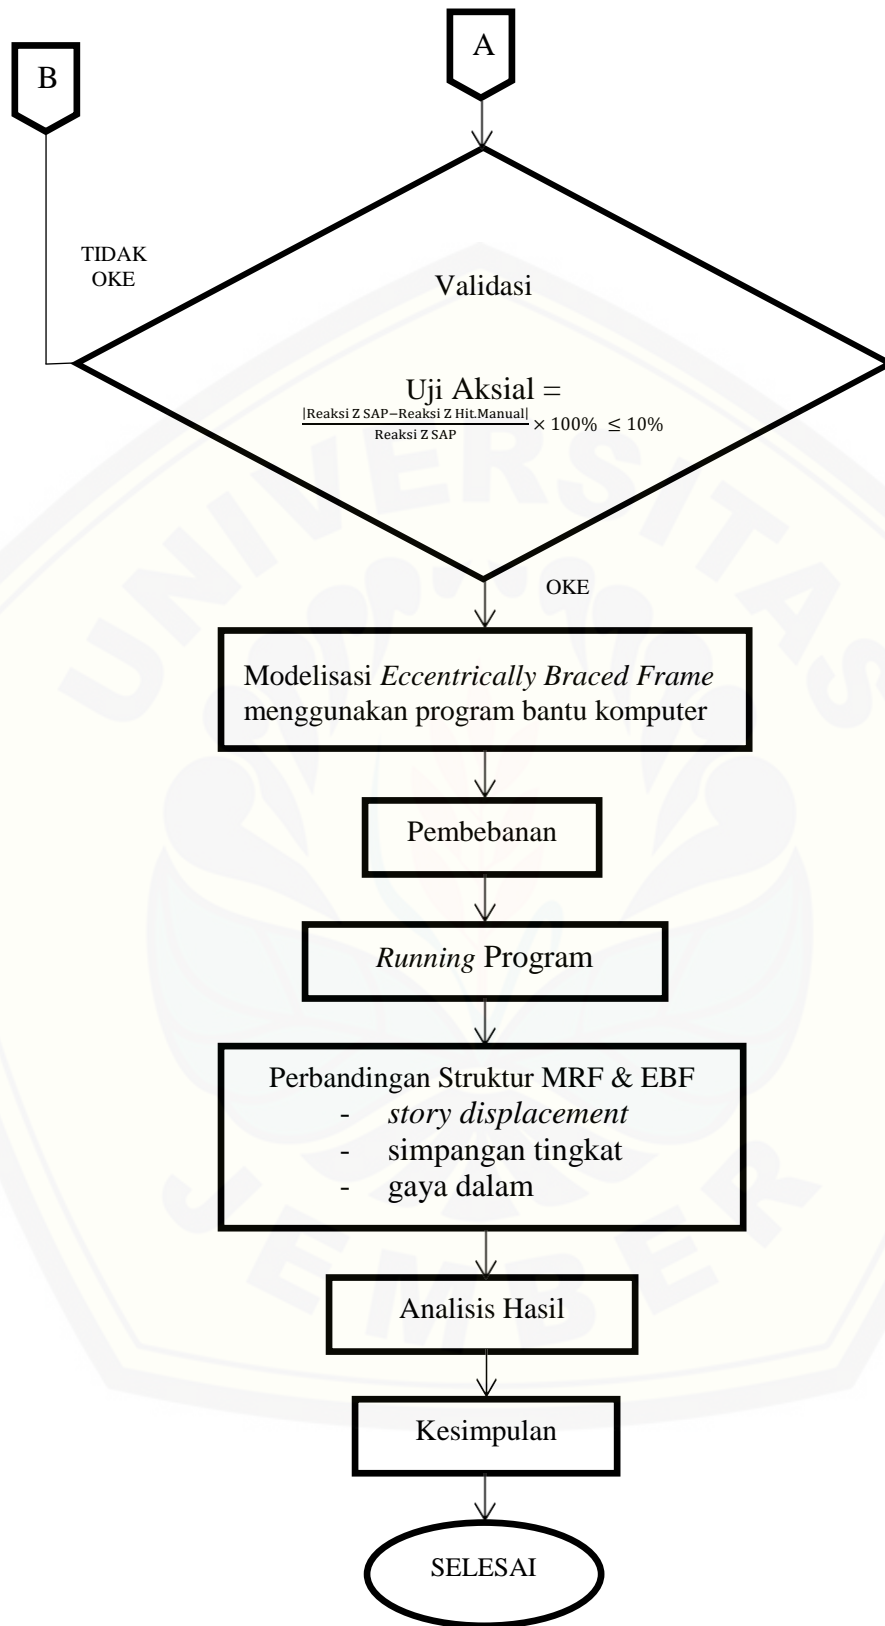 A
B
TIDAK
OKE
Validasi
Uji Aksial =
|Reaksi Z SAP−Reaksi Z Hit.Manual|
Reaksi Z SAP
× 100% ≤ 10%
OKE
Modelisasi Eccentrically Braced Frame
menggunakan program bantu komputer
Pembebanan
Running Program
Perbandingan Struktur MRF & EBF
- story displacement
- simpangan tingkat
- gaya dalam
Analisis Hasil
Kesimpulan
SELESAI
UNIVERSITAS
JEMBER